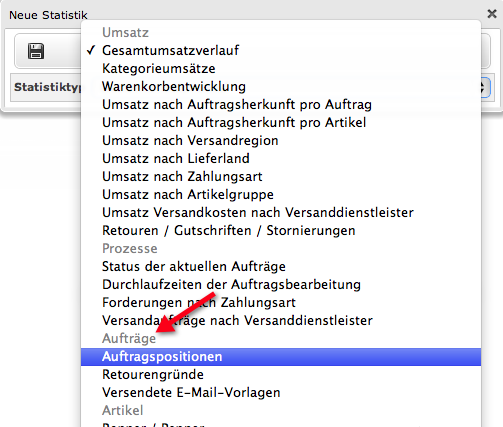 Neue Statistik
Umsatz
✓ Gesamtumsatzverlauf
Kategorieumsätze
Statistiktyp
Warenkorbentwicklung
Umsatz nach Auftragsherkunft pro Auftrag
Umsatz nach Auftragsherkunft pro Artikel
Umsatz nach Versandregion
Umsatz nach Lieferland
Umsatz nach Zahlungsart
Umsatz nach Artikelgruppe
Umsatz Versandkosten nach Versanddienstleister
Retouren / Gutschriften / Stornierungen
Prozesse
Status der aktuellen Aufträge
Durchlaufzeiten der Auftragsbearbeitung
Forderungen nach Zahlungsart
Versandaufträge nach Versanddienstleister
Aufträge
Auftragspositionen
Retourengründe
Versendete E-Mail-Vorlagen
Artikel